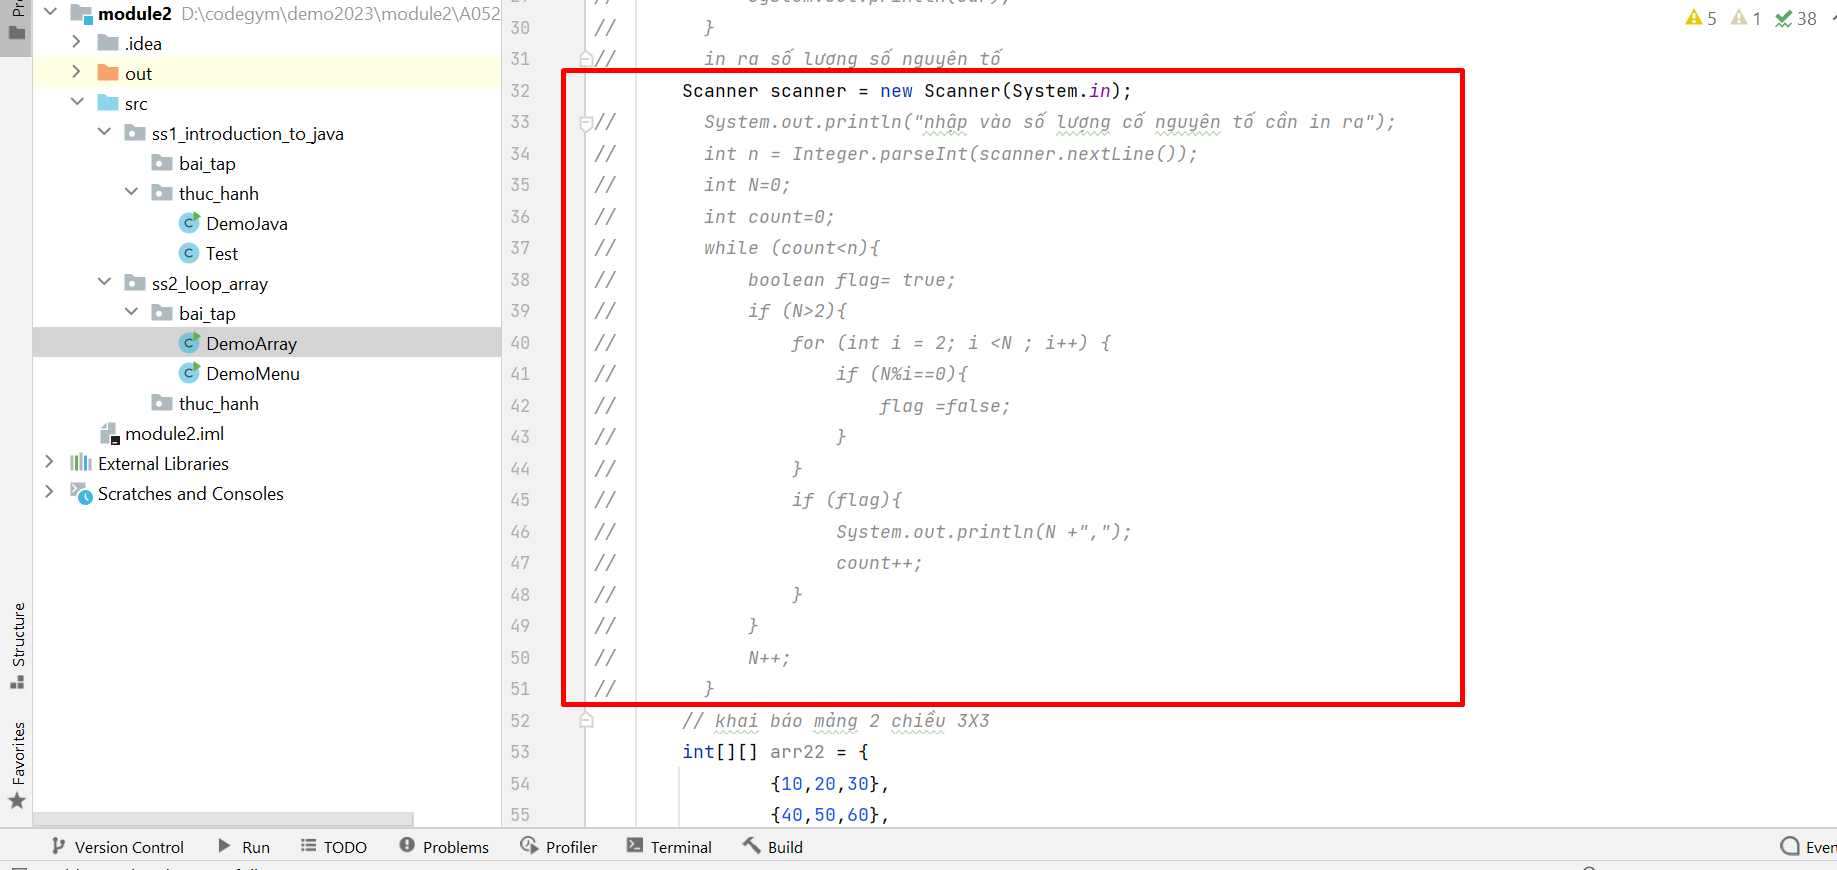 module2 D:\codegym\demo2023\module2\A052
.idea
out
src
ss1_introduction_to_java
bai_tap
thuc_hanh
DemoJava
Test
ss2_loop_array
bai_tap
DemoArray
DemoMenu
thuc_hanh
module2.iml
External Libraries
Scratches and Consoles
Structure
Favorites
5 1 38
30 // }
31 // in ra số lượng số nguyên tố
32 Scanner scanner = new Scanner(System.in);
33 // System.out.println("nhập vào số lượng cố nguyên tố cần in ra");
34 // int n = Integer.parseInt(scanner.nextLine());
35 // int N=0;
36 // int count=0;
37 // while (count<n){
38 // boolean flag= true;
39 // if (N>2){
40 // for (int i = 2; i <N ; i++) {
41 // if (N%i==0){
42 // flag =false;
43 // }
44 // }
45 // if (flag){
46 // System.out.println(N +",");
47 // count++;
48 // }
49 // }
50 // N++;
51 // }
52 // khai báo mảng 2 chiều 3X3
53 int[][] arr22 = {
54 {10,20,30},
55 {40,50,60},
Version Control Run TODO Problems Profiler Terminal Build Even